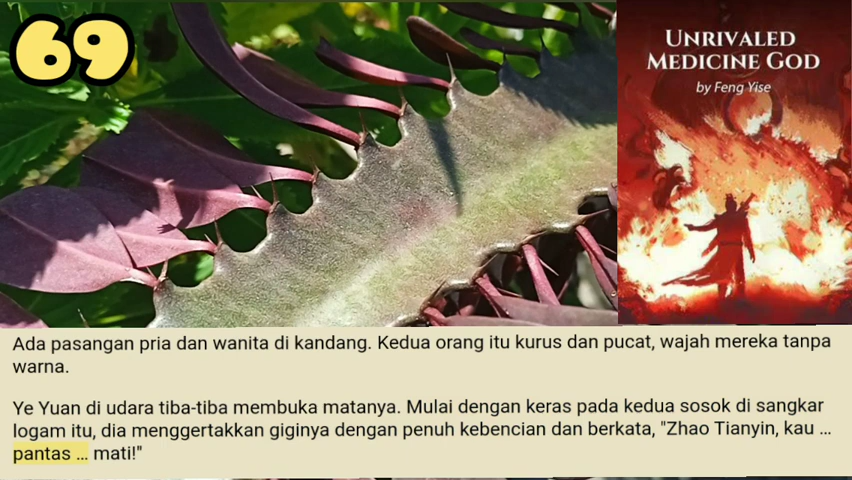 69
UNRIVALED
MEDICINE GOD
by Feng Yise
Ada pasangan pria dan wanita di kandang. Kedua orang itu kurus dan pucat, wajah mereka tanpa
warna.
Ye Yuan di udara tiba-tiba membuka matanya. Mulai dengan keras pada kedua sosok di sangkar
logam itu, dia menggertakkan giginya dengan penuh kebencian dan berkata, "Zhao Tianyin, kau ...
pantas ... mati!"